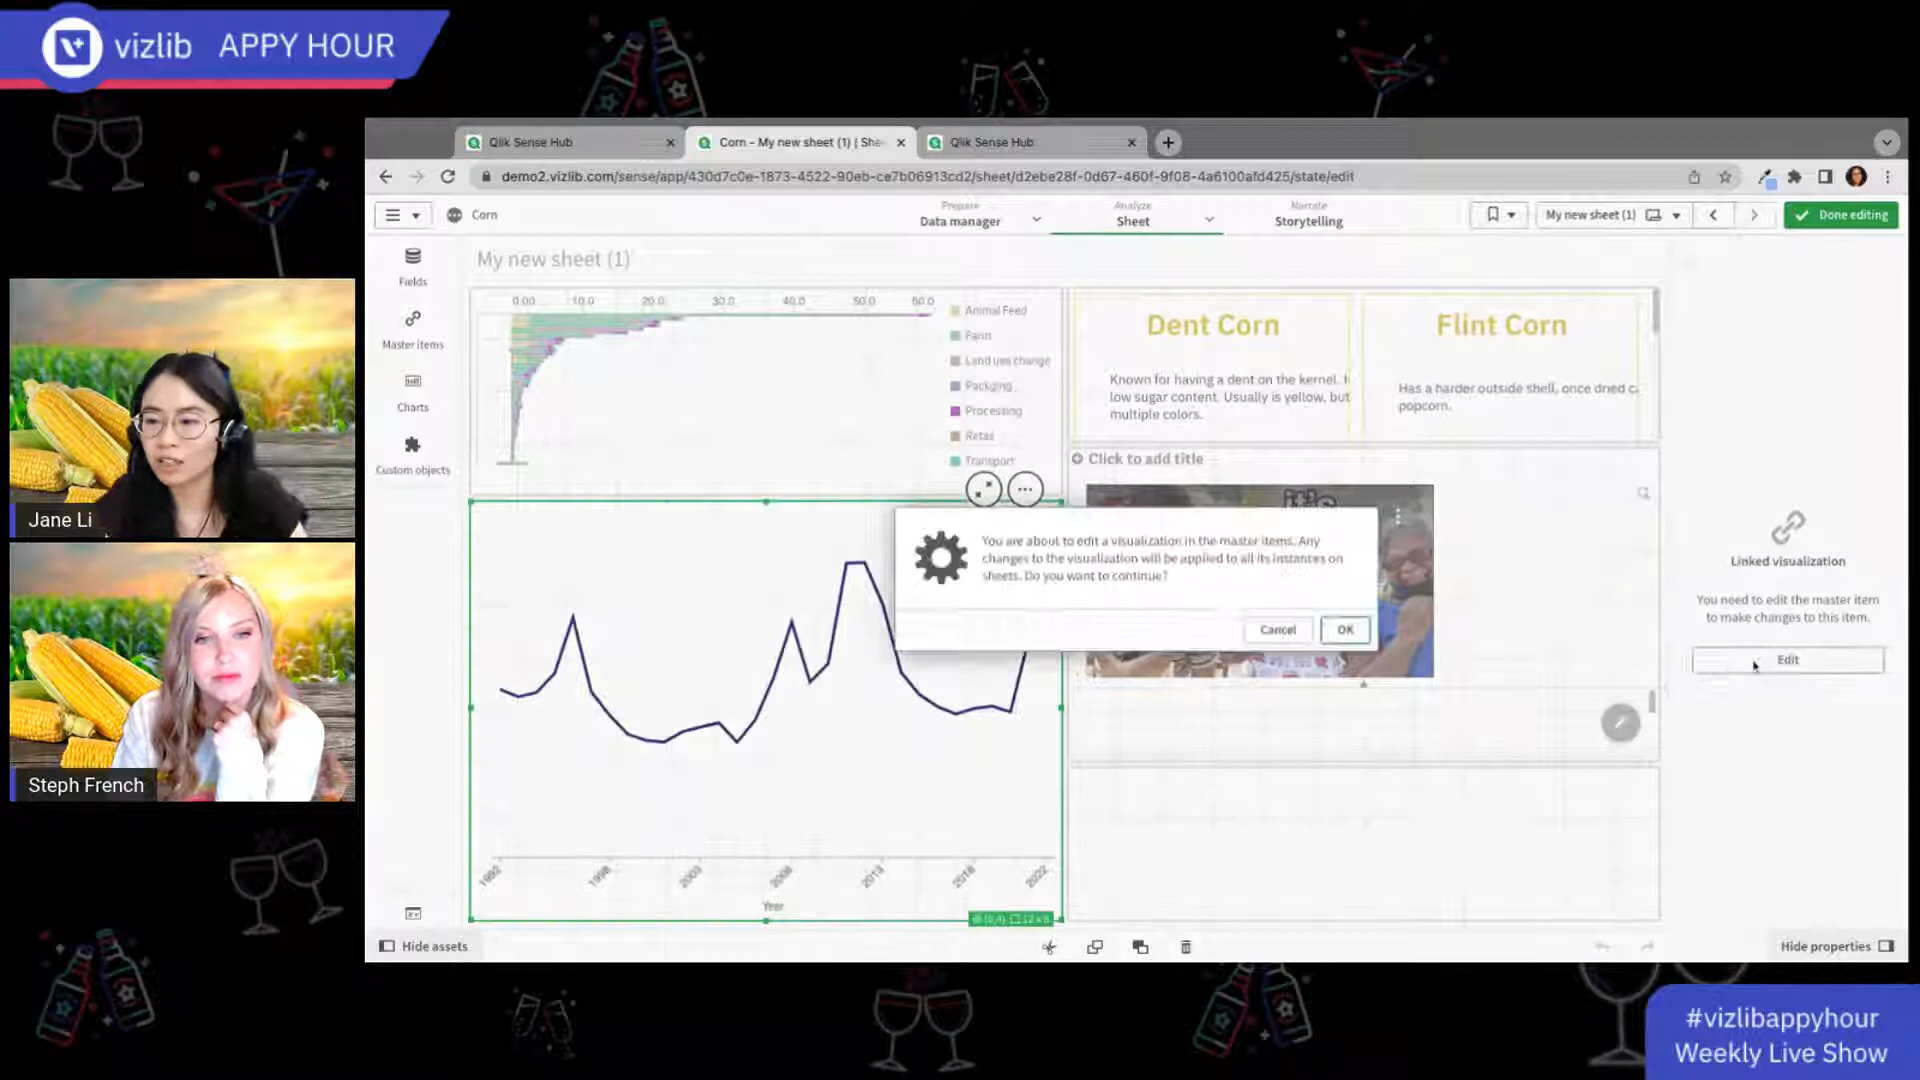 vizlib APPY HOUR
Qlik Sense Hub
Corn - My new sheet (1) | She
Qlik Sense Hub
demo2.vizlib.com/sense/app/430d7c0e-1873-4522-90eb-ce7b06913cd2/sheet/d2ebe28f-0d67-460f-9f08-4a6100afd425/state/edit
Corn
Prepare
Data manager
Analyze
Sheet
Narrate
Storytelling
My new sheet (1)
Done editing
Fields
Master items
Charts
Custom objects
My new sheet (1)
0.00 10.0 20.0 30.0 40.0 50.0 60.0
Animal Feed
Farm
Land use change
Packging
Processing
Retail
Transport
Dent Corn
Known for having a dent on the kernel.
low sugar content. Usually is yellow, but
multiple colors.
Flint Corn
Has a harder outside shell, once dried
popcorn.
Click to add title
You are about to edit a visualization in the master items. Any
changes to the visualization will be applied to all its instances on
sheets. Do you want to continue?
Cancel
OK
Linked visualization
You need to edit the master item
to make changes to this item.
Edit
1992 1998 2003 2008 2013 2018 2022
Year
Hide assets
Hide properties
Jane Li
Steph French
#vizlibappyhour
Weekly Live Show